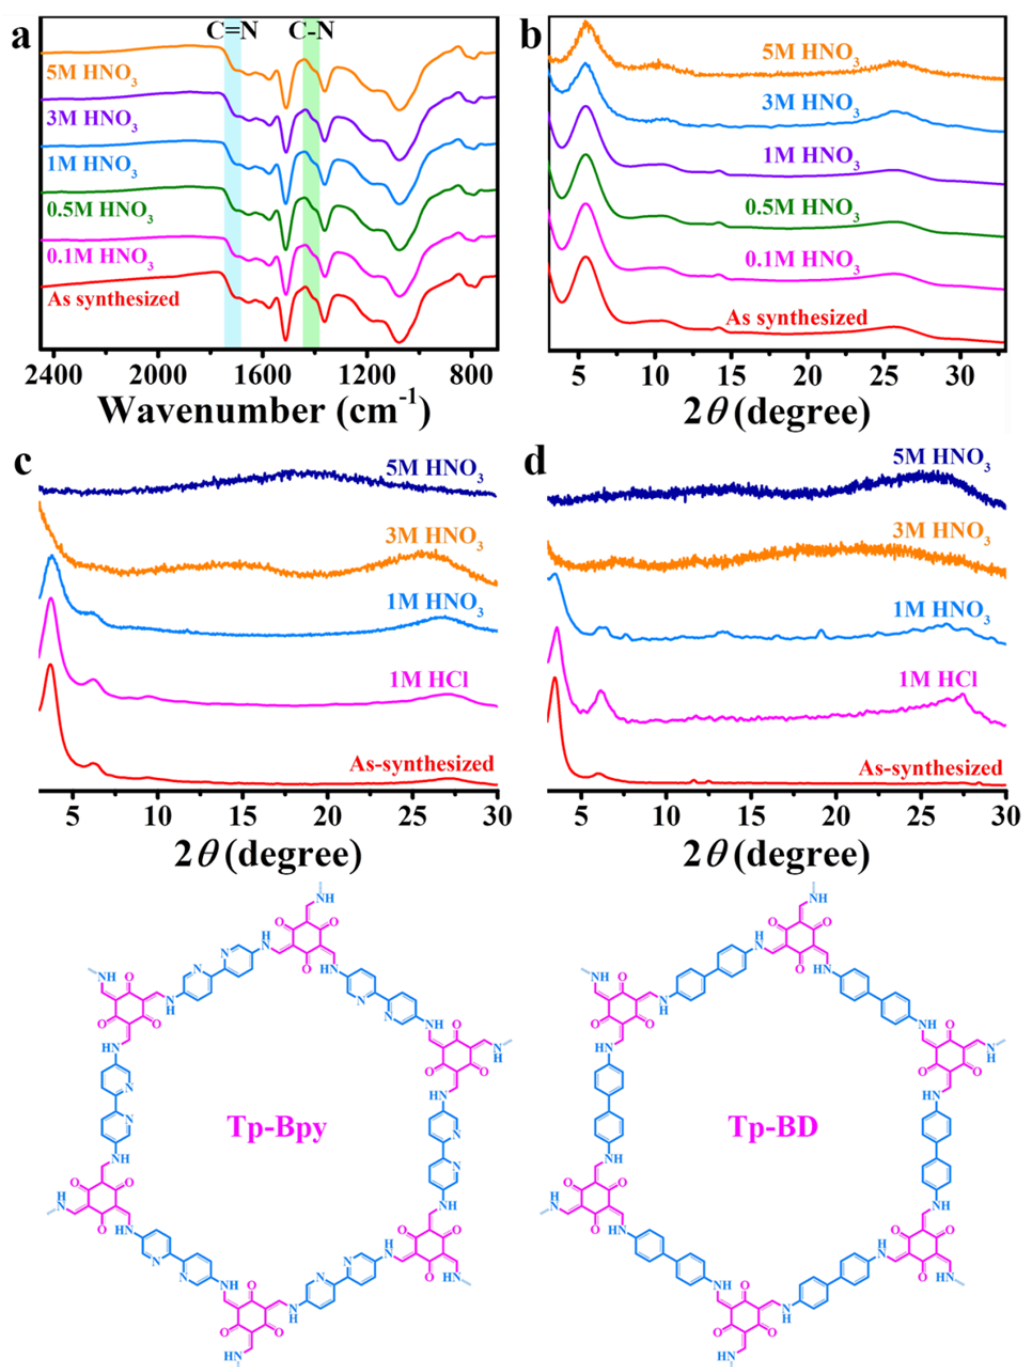 a
C=N
C-N
5M HNO3
3M HNO3
1M HNO3
0.5M HNO3
0.1M HNO3
As synthesized
2400 2000 1600 1200 800
Wavenumber (cm-1)
b
5M HNO3
3M HNO3
1M HNO3
0.5M HNO3
0.1M HNO3
As synthesized
5 10 15 20 25 30
2θ (degree)
c
5M HNO3
3M HNO3
1M HNO3
1M HCl
As-synthesized
5 10 15 20 25 30
2θ (degree)
d
5M HNO3
3M HNO3
1M HNO3
1M HCl
As-synthesized
5 10 15 20 25 30
2θ (degree)
Tp-Bpy
Tp-BD